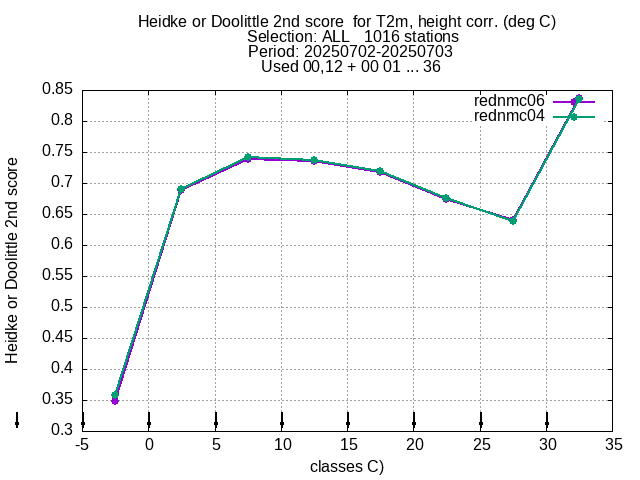 Heidke or Doolittle 2nd score  for T2m, height corr. (deg C)
Selection: ALL   1016 stations
Period: 20250702-20250703
Used 00,12 + 00 01 ... 36
rednmc06
rednmc04
0.85
0.8
0.75
0.7
0.65
0.6
0.55
0.5
0.45
0.4
0.35
0.3
Heidke or Doolittle 2nd score
-5 0 5 10 15 20 25 30 35
classes C)